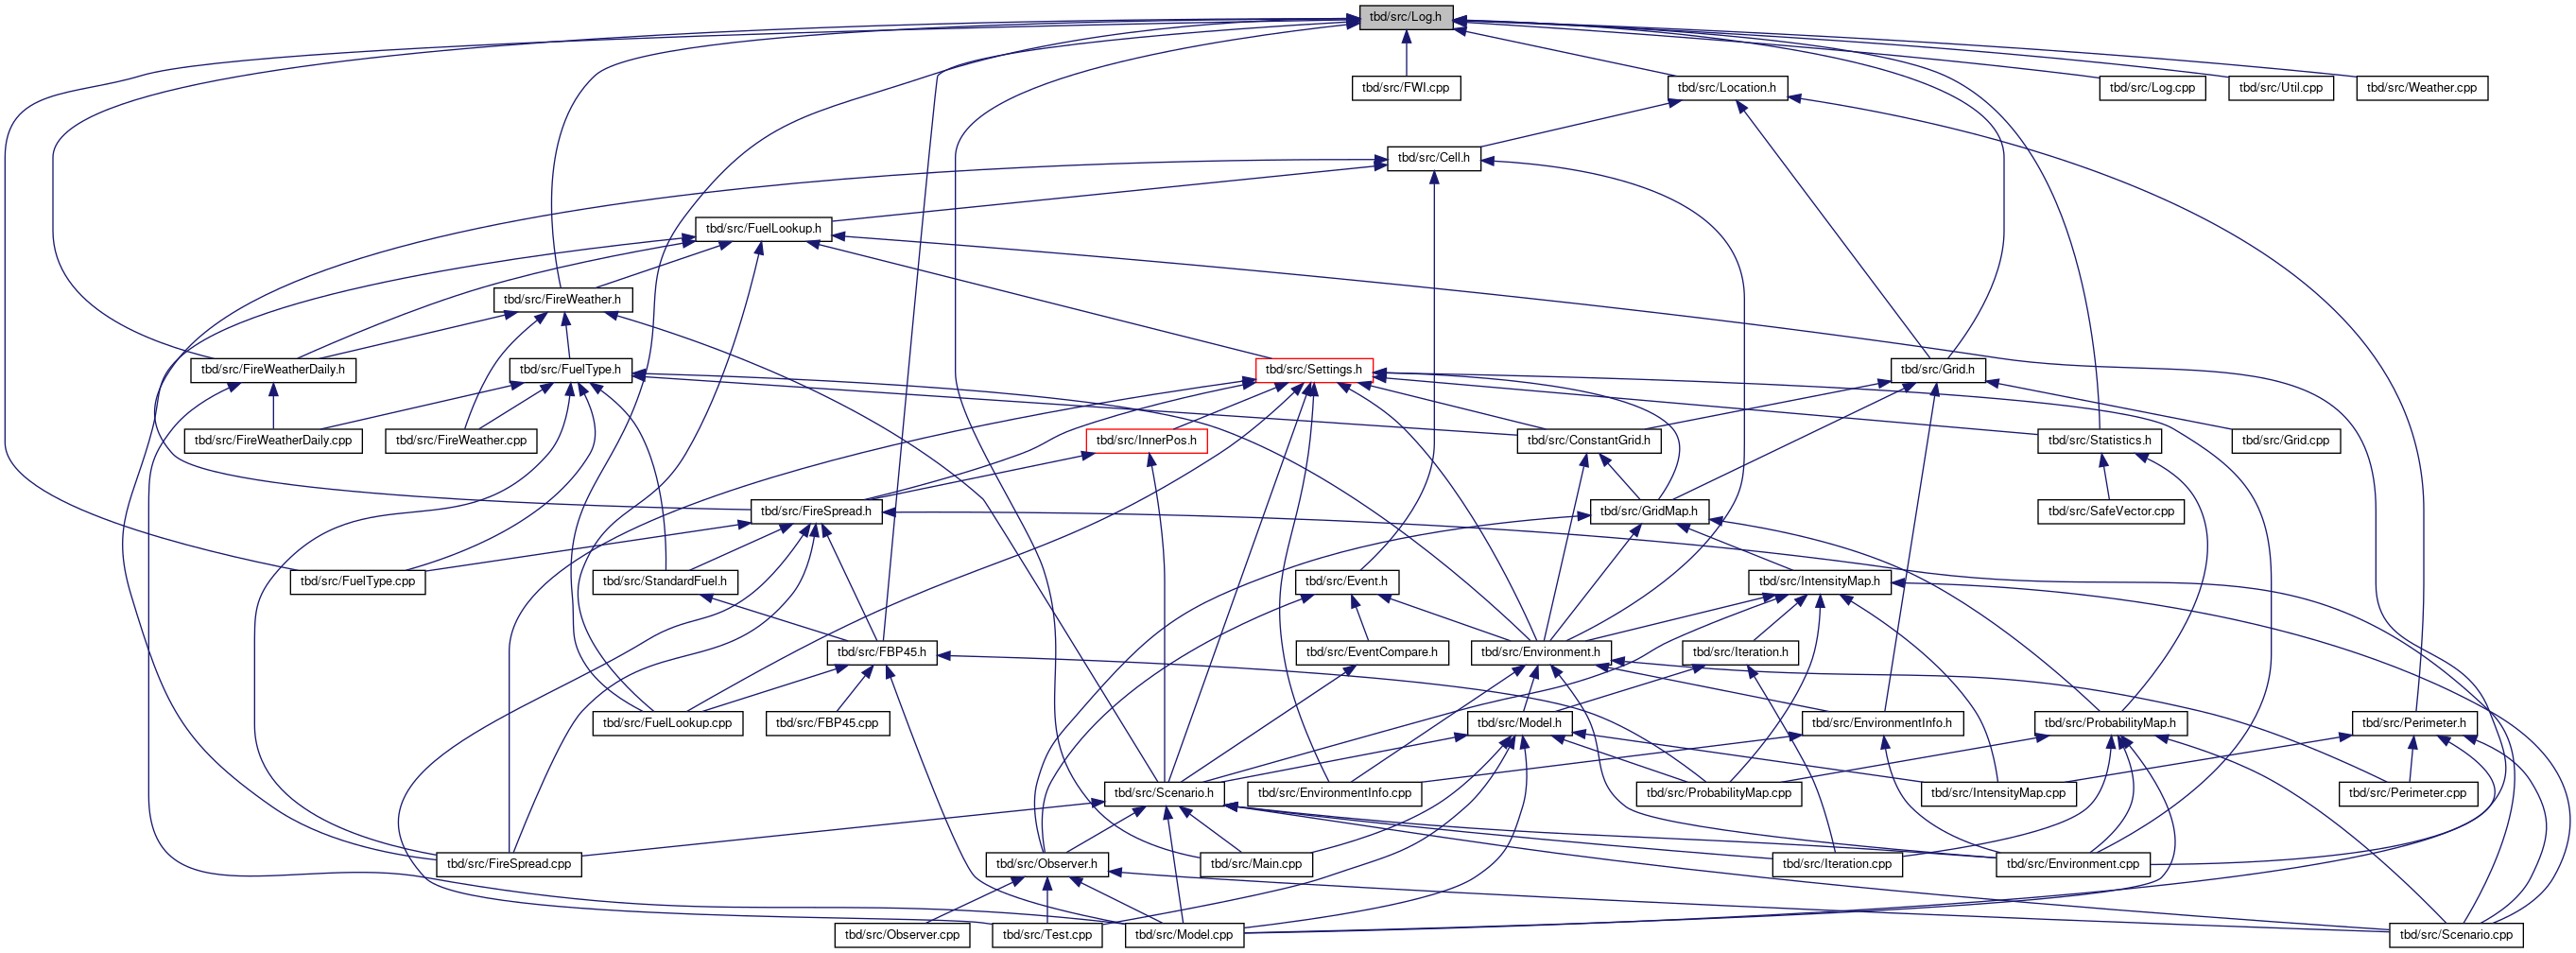 tbd/src/Log.h
tbd/src/FWI.cpp
tbd/src/Location.h
tbd/src/Log.cpp
tbd/src/Util.cpp
tbd/src/Weather.cpp
tbd/src/Cell.h
tbd/src/FuelLookup.h
tbd/src/FireWeather.h
tbd/src/FireWeatherDaily.h
tbd/src/FuelType.h
tbd/src/Settings.h
tbd/src/Grid.h
tbd/src/FireWeatherDaily.cpp
tbd/src/FireWeather.cpp
tbd/src/InnerPos.h
tbd/src/ConstantGrid.h
tbd/src/Statistics.h
tbd/src/Grid.cpp
tbd/src/FireSpread.h
tbd/src/GridMap.h
tbd/src/SafeVector.cpp
tbd/src/FuelType.cpp
tbd/src/StandardFuel.h
tbd/src/Event.h
tbd/src/IntensityMap.h
tbd/src/FBP45.h
tbd/src/EventCompare.h
tbd/src/Environment.h
tbd/src/Iteration.h
tbd/src/FuelLookup.cpp
tbd/src/FBP45.cpp
tbd/src/Model.h
tbd/src/EnvironmentInfo.h
tbd/src/ProbabilityMap.h
tbd/src/Perimeter.h
tbd/src/Scenario.h
tbd/src/EnvironmentInfo.cpp
tbd/src/ProbabilityMap.cpp
tbd/src/IntensityMap.cpp
tbd/src/Perimeter.cpp
tbd/src/FireSpread.cpp
tbd/src/Observer.h
tbd/src/Main.cpp
tbd/src/Iteration.cpp
tbd/src/Environment.cpp
tbd/src/Observer.cpp
tbd/src/Test.cpp
tbd/src/Model.cpp
tbd/src/Scenario.cpp